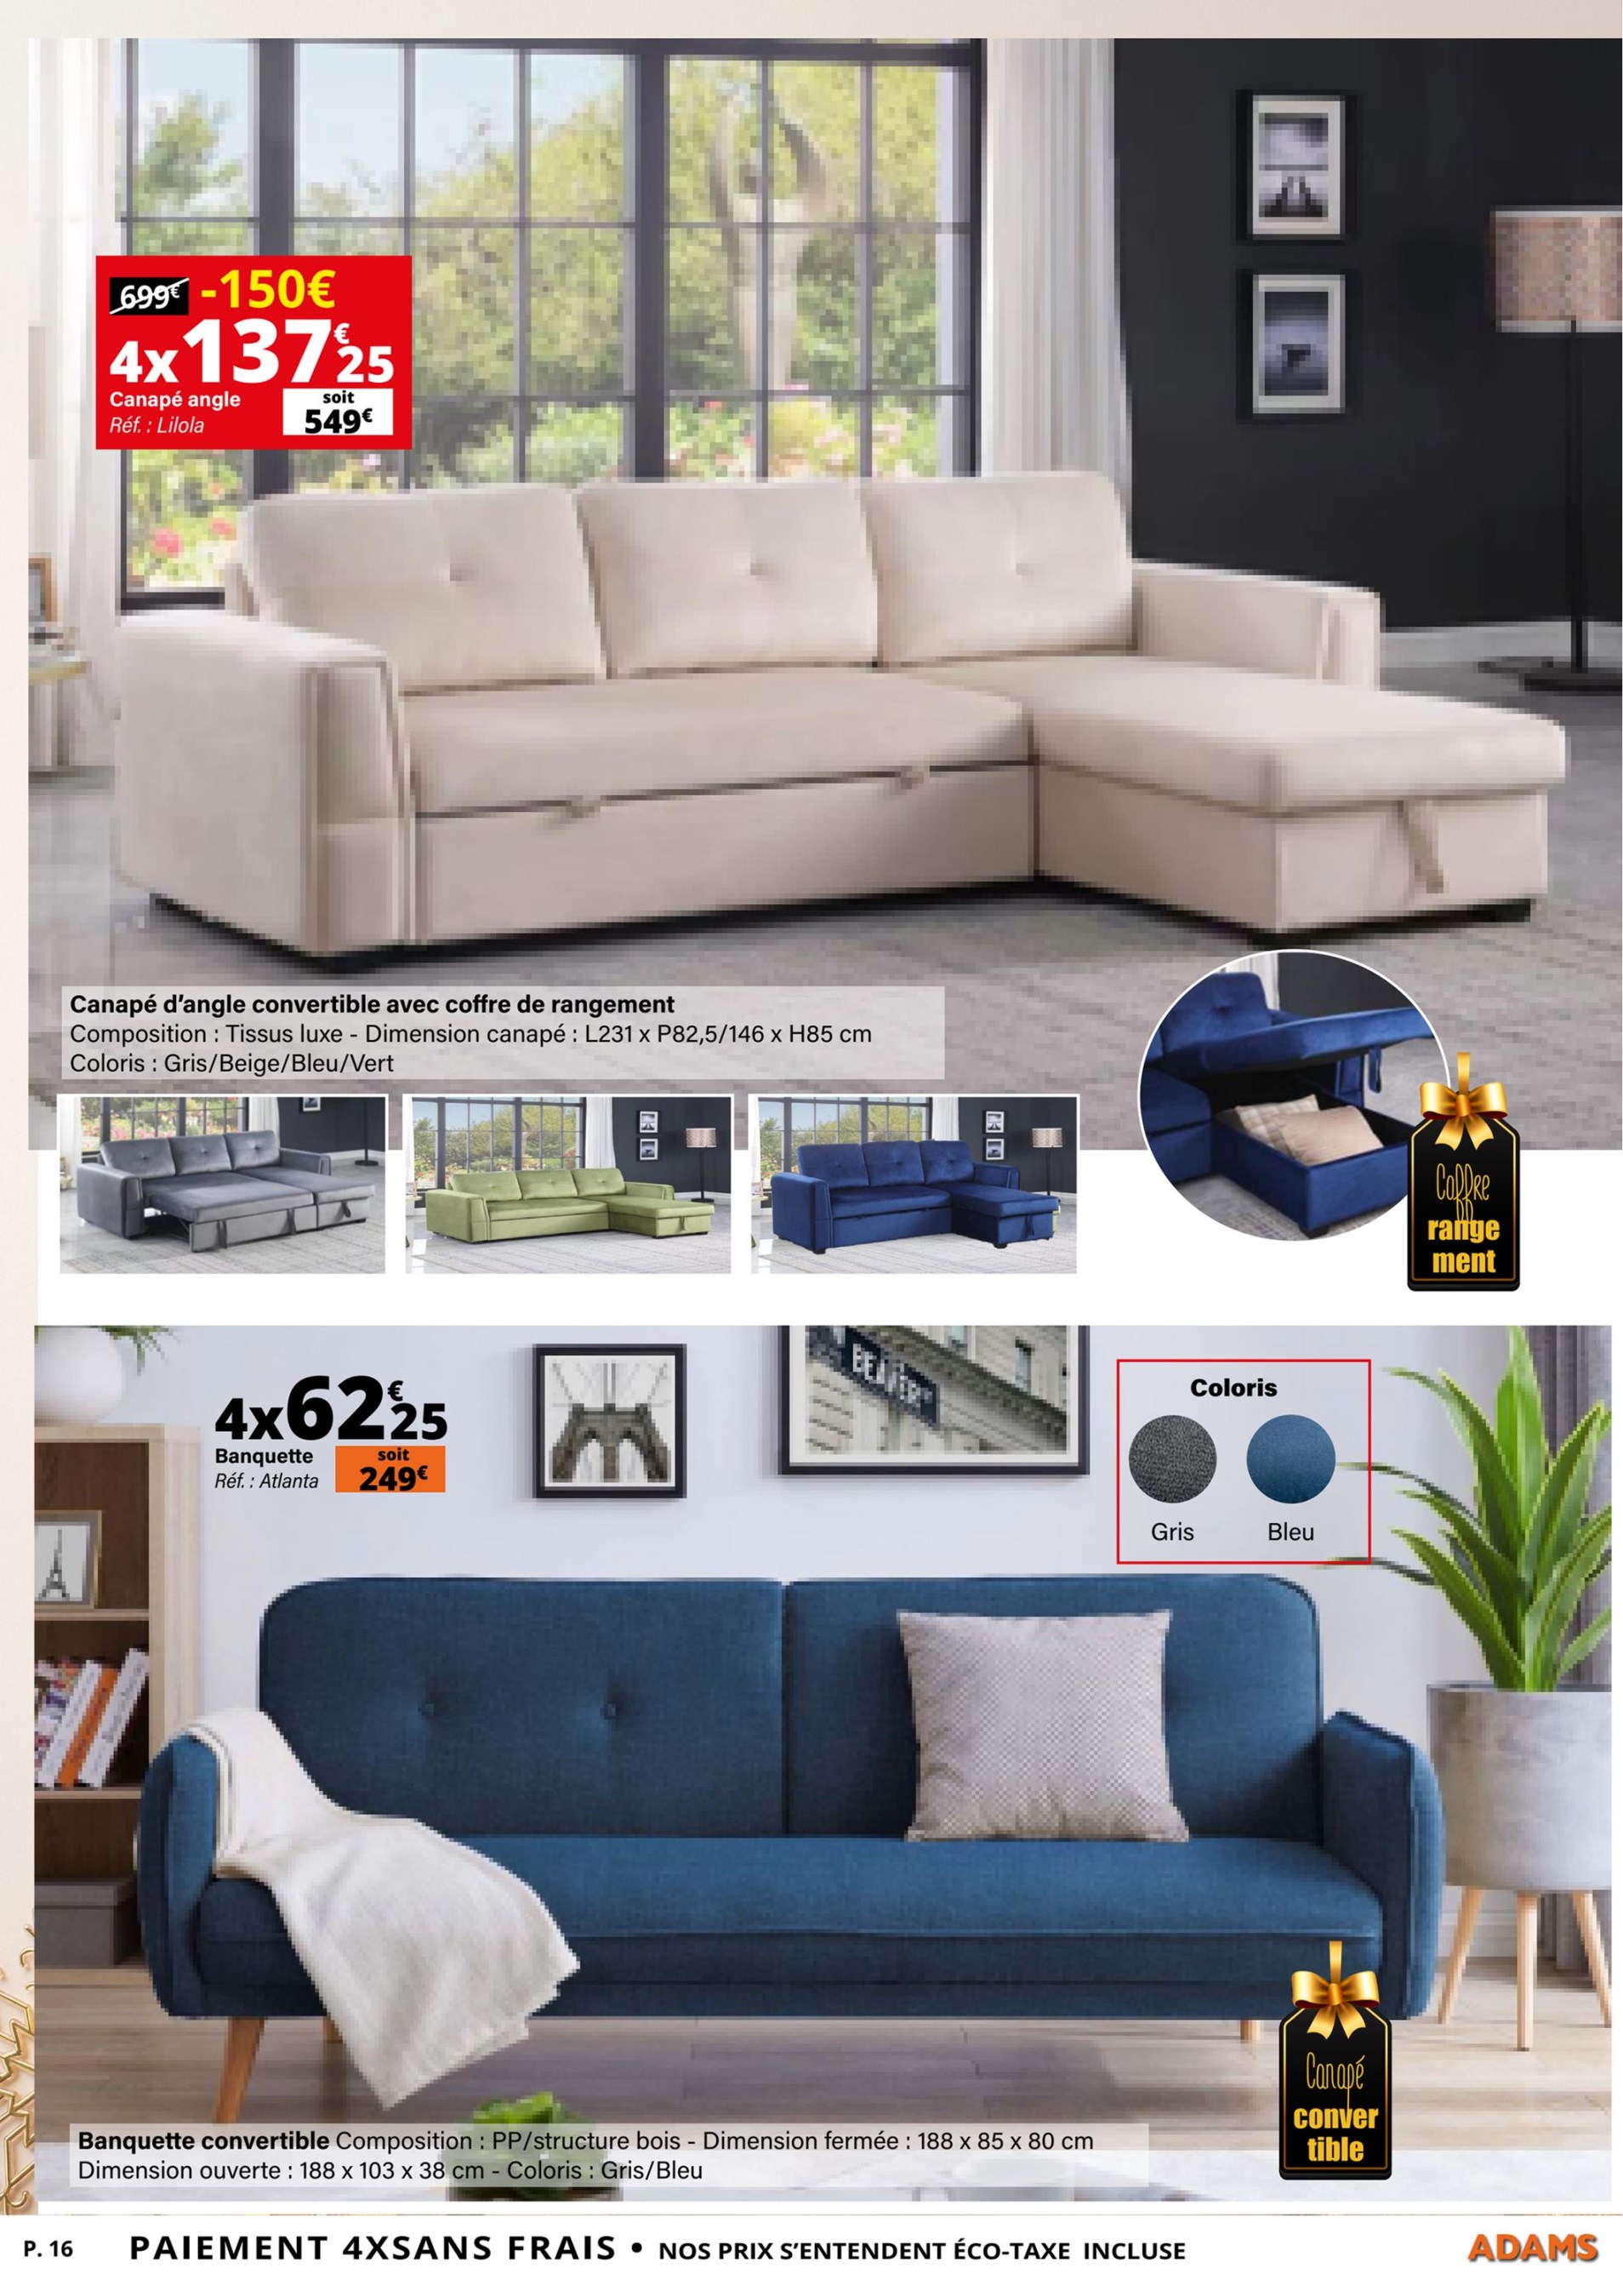 699€ -150€
4x137€25
Canapé angle
Réf. : Lilola
soit
549€
Canapé d'angle convertible avec coffre de rangement
Composition : Tissus luxe - Dimension canapé : L231 x P82,5/146 x H85 cm
Coloris : Gris/Beige/Bleu/Vert
Coffre
range
ment
4x62€25
Banquette
Réf. : Atlanta
soit
249€
BEAVER ST
Coloris
Gris Bleu
Canapé
conver
tible
Banquette convertible Composition : PP/structure bois - Dimension fermée : 188 x 85 x 80 cm
Dimension ouverte : 188 x 103 x 38 cm - Coloris : Gris/Bleu
P. 16 PAIEMENT 4XSANS FRAIS • NOS PRIX S'ENTENDENT ÉCO-TAXE INCLUSE ADAMS